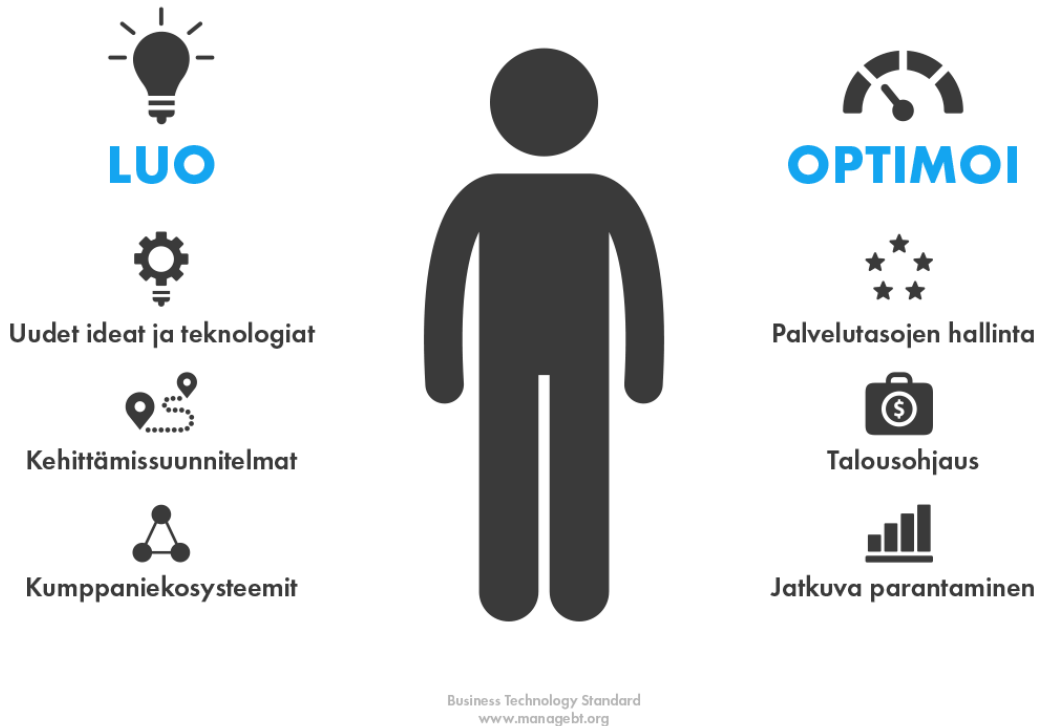 LUO
Uudet ideat ja teknologiat
Kehittämissuunnitelmat
Kumppaniekosysteemit
OPTIMOI
Palvelutasojen hallinta
$
Talousohjaus
Jatkuva parantaminen
Business Technology Standard
www.managebt.org